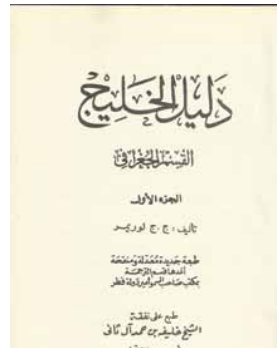 دليل الخليج
القسم الجغرافي
الجزء الأول
تأليف : ج . ج لوريمر
طبعة جديدة معدلة ومنقحة
أعدها قسم الترجمة
بمكتب صاحب السمو أمير دولة قطر
طبع على نفقة
الشيخ خليفة بن حمد آل ثاني